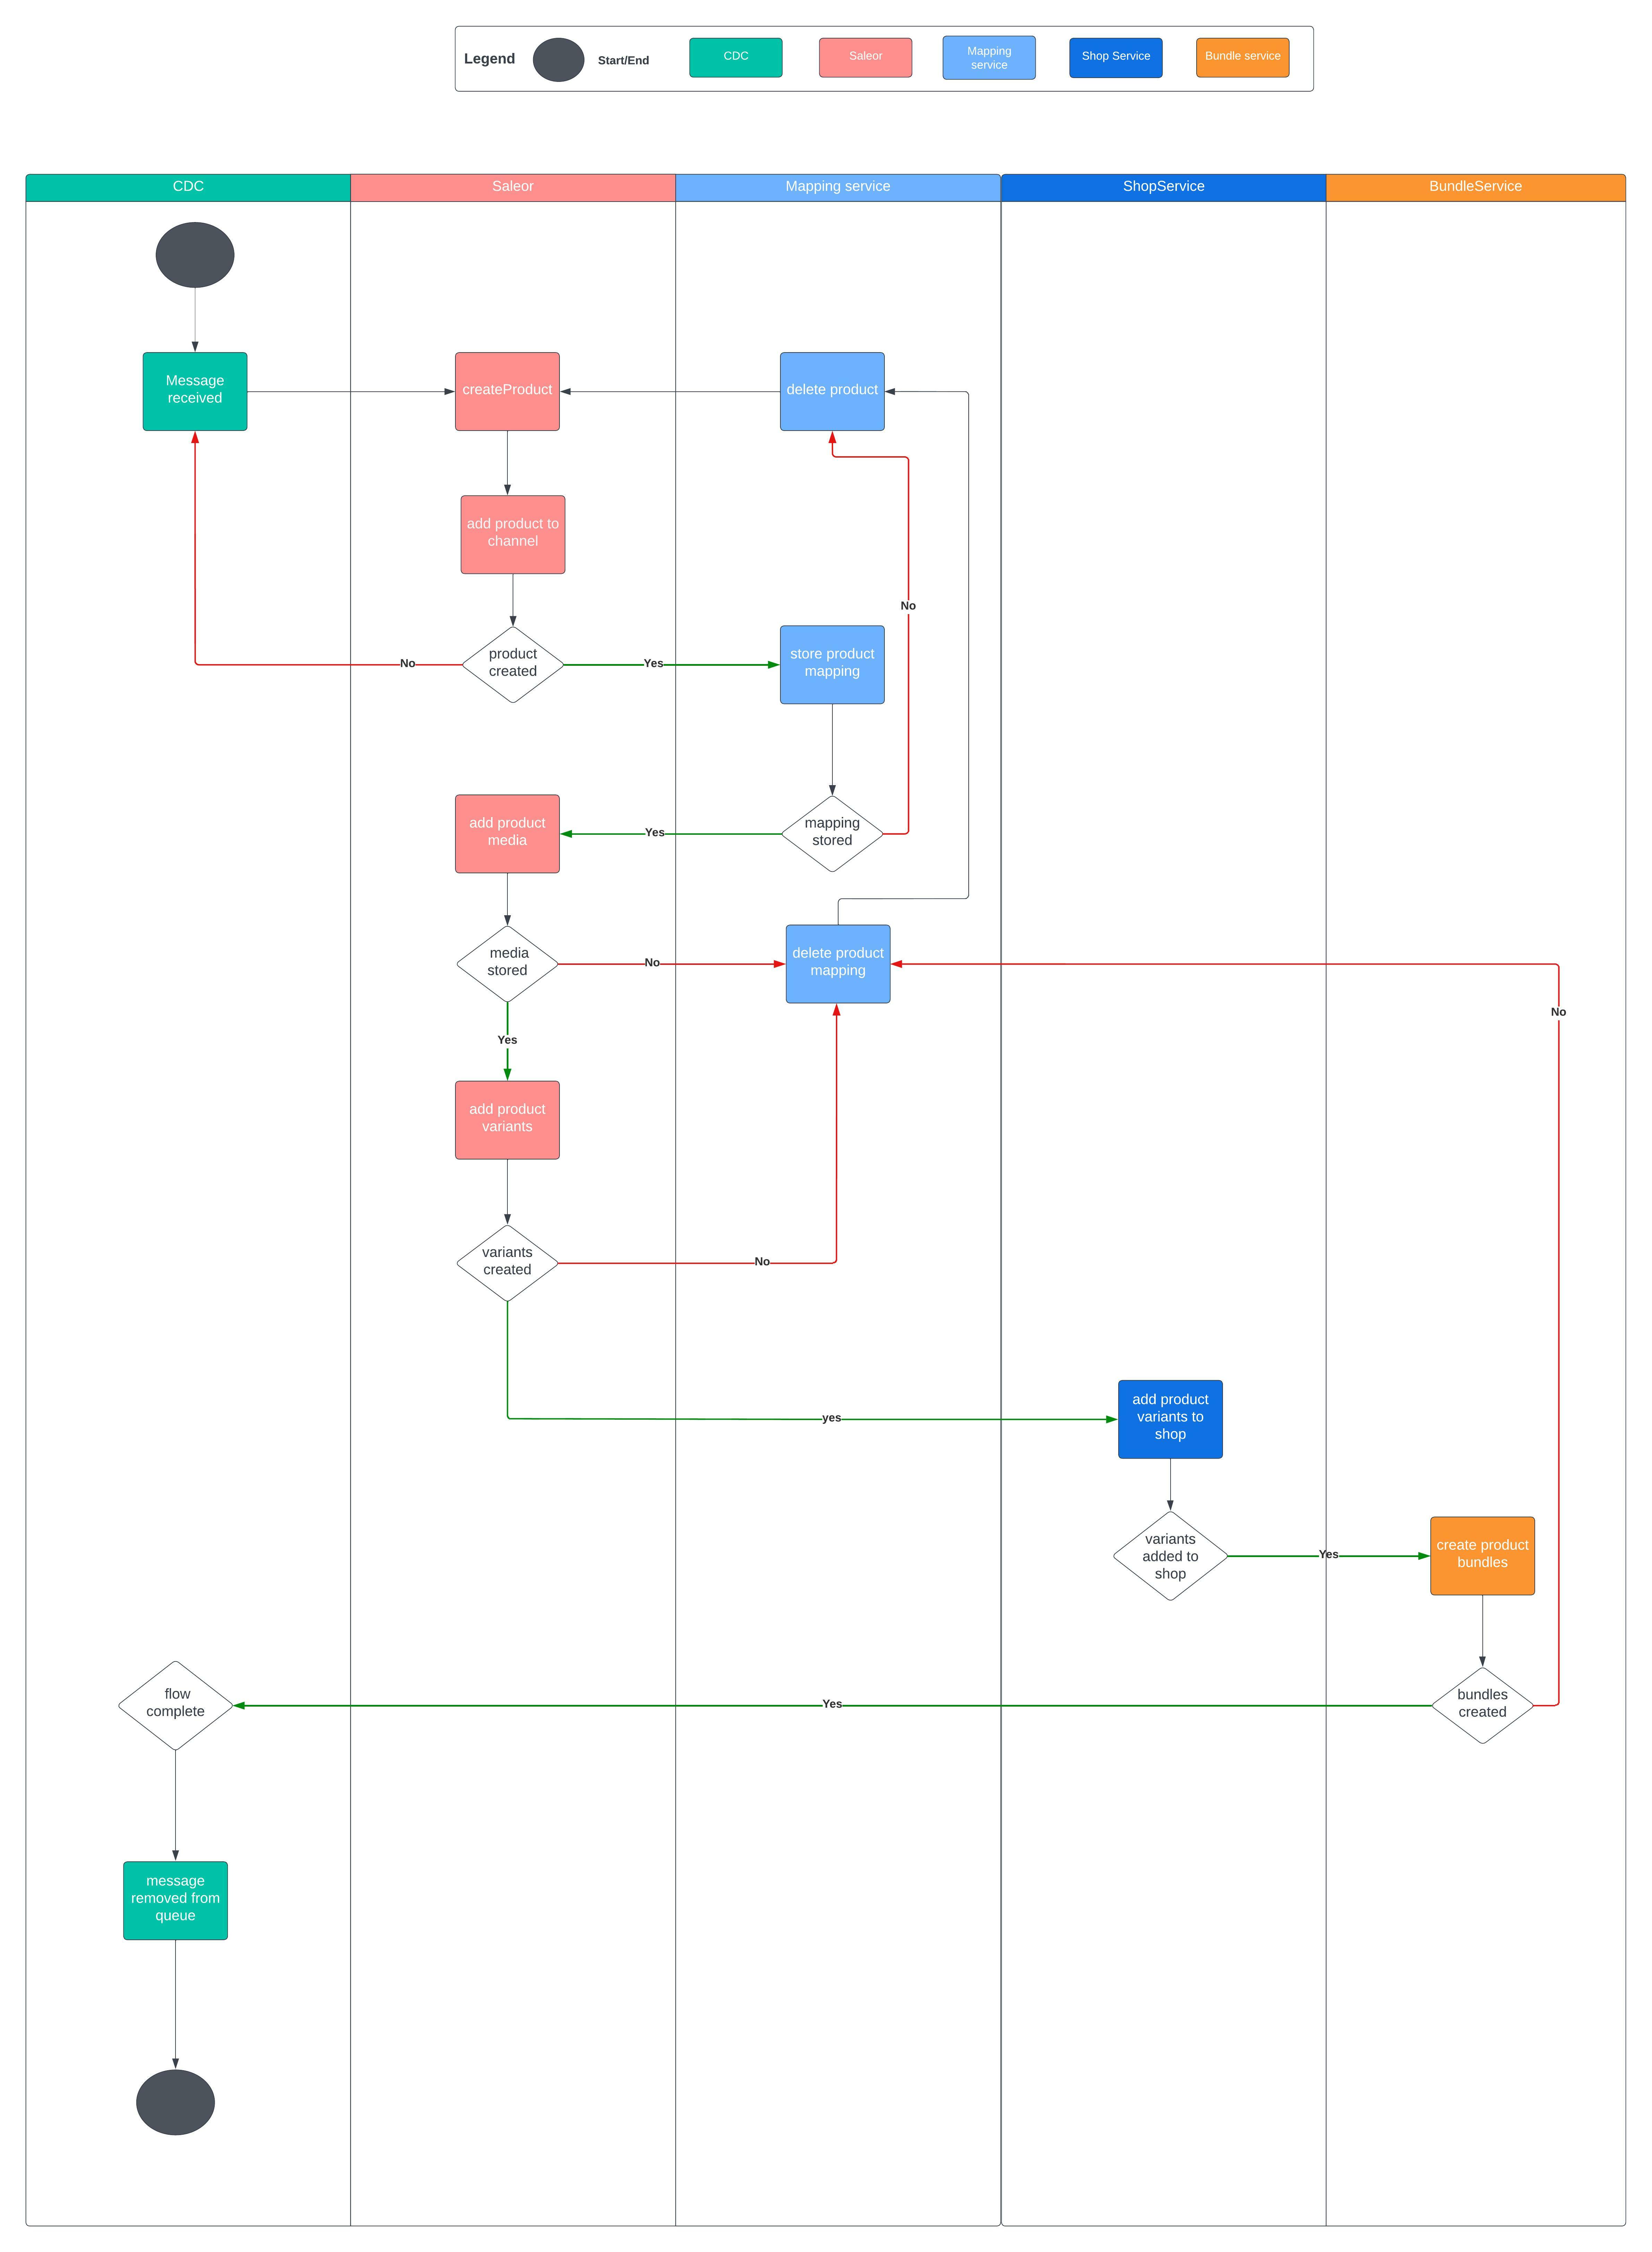 Legend
Start/End
CDC
Saleor
Mapping
service
Shop Service
Bundle service
CDC
Saleor
Mapping service
ShopService
BundleService
Message
received
createProduct
delete product
add product to
channel
No
product
created
No
Yes
store product
mapping
add product
media
Yes
mapping
stored
media
stored
No
delete product
mapping
No
Yes
add product
variants
variants
created
No
add product
variants to
shop
yes
variants
added to
shop
Yes
create product
bundles
flow
complete
Yes
bundles
created
message
removed from
queue